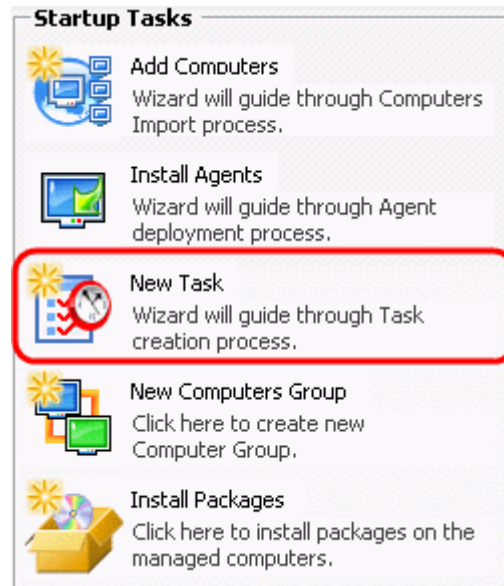 Startup Tasks
Add Computers
Wizard will guide through Computers
Import process.
Install Agents
Wizard will guide through Agent
deployment process.
New Task
Wizard will guide through Task
creation process.
New Computers Group
Click here to create new
Computer Group.
Install Packages
Click here to install packages on the
managed computers.